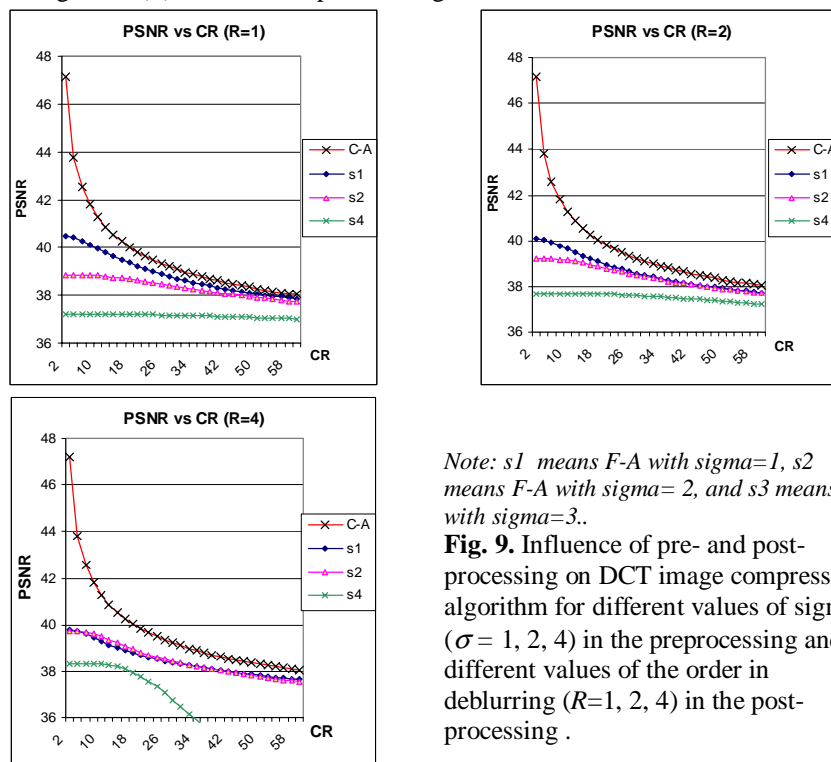 PSNR vs CR (R=1)
48
46
44
42
40
38
36
PSNR
2
10
18
26
34
42
50
58
CR
C-A
s1
s2
s4
PSNR vs CR (R=2)
48
46
44
42
40
38
36
PSNR
2
10
18
26
34
42
50
58
CR
C-A
s1
s2
s4
PSNR vs CR (R=4)
48
46
44
42
40
38
36
PSNR
2
10
18
26
34
42
50
58
CR
C-A
s1
s2
s4
Note: s1 means F-A with sigma=1, s2
means F-A with sigma= 2, and s3 means
with sigma=3..
Fig. 9. Influence of pre- and post-
processing on DCT image compress
algorithm for different values of sigm
(σ = 1, 2, 4) in the preprocessing and
different values of the order in
deblurring (R=1, 2, 4) in the post-
processing .